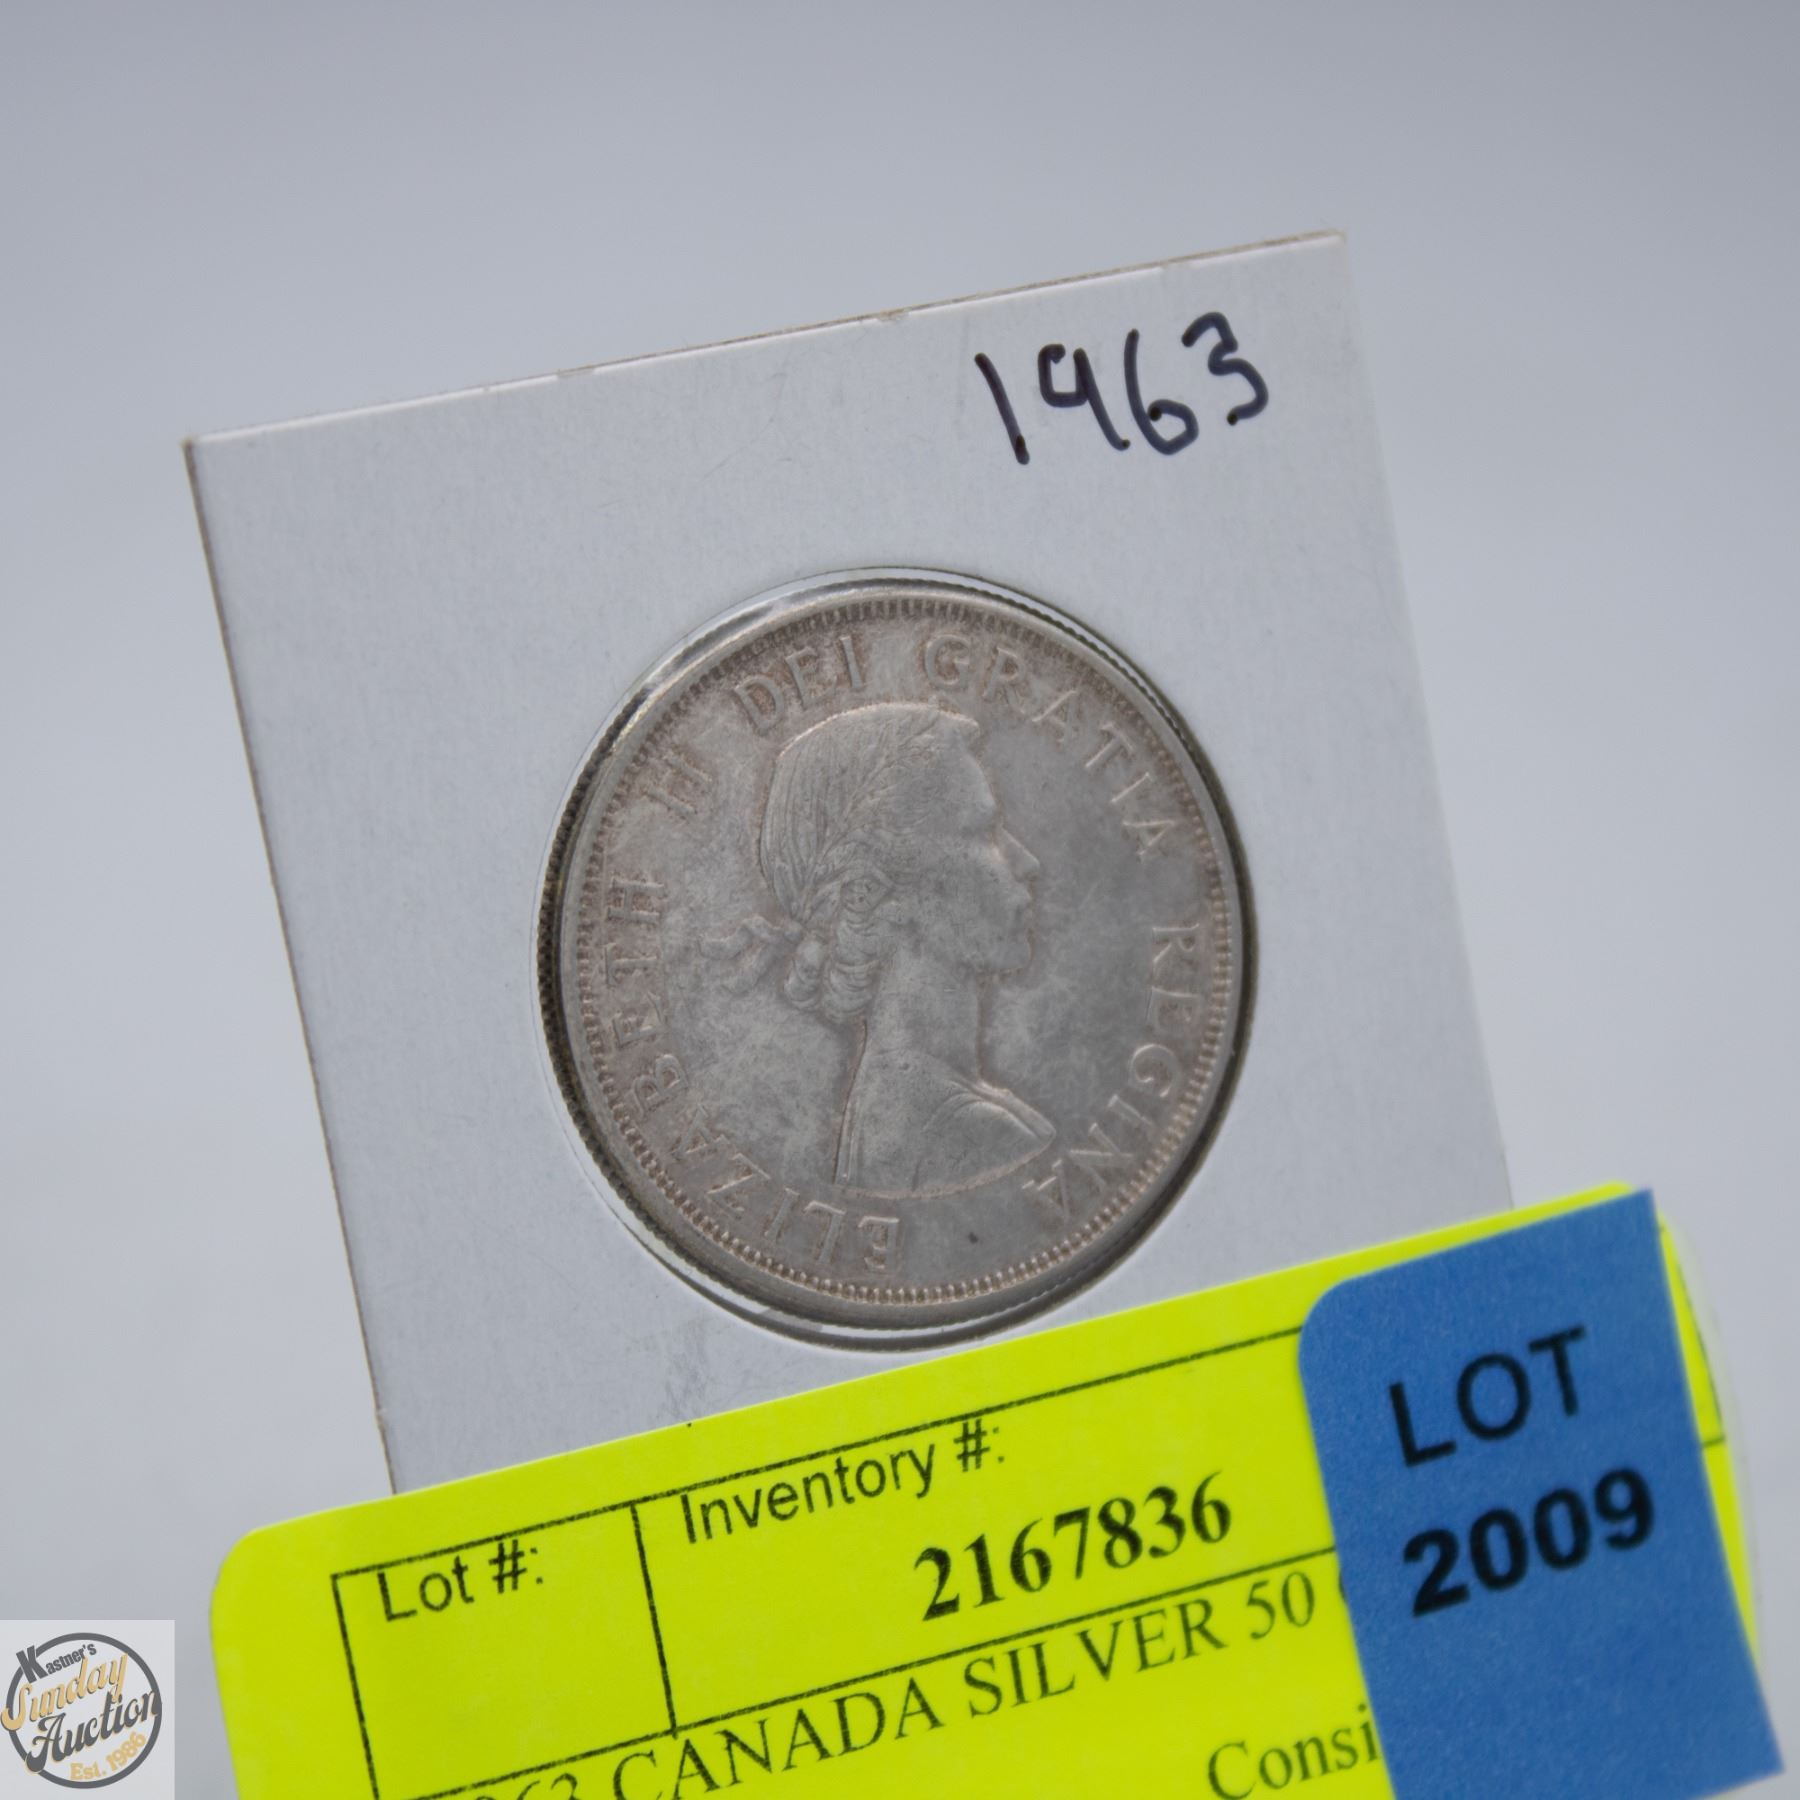 1963
ELIZABETH II DEI GRATIA REGINA
LOT
2009
Lot #:
Inventory #:
2167836
CANADA SILVER 50
Kastner's
Sunday
Auction
Est. 1986